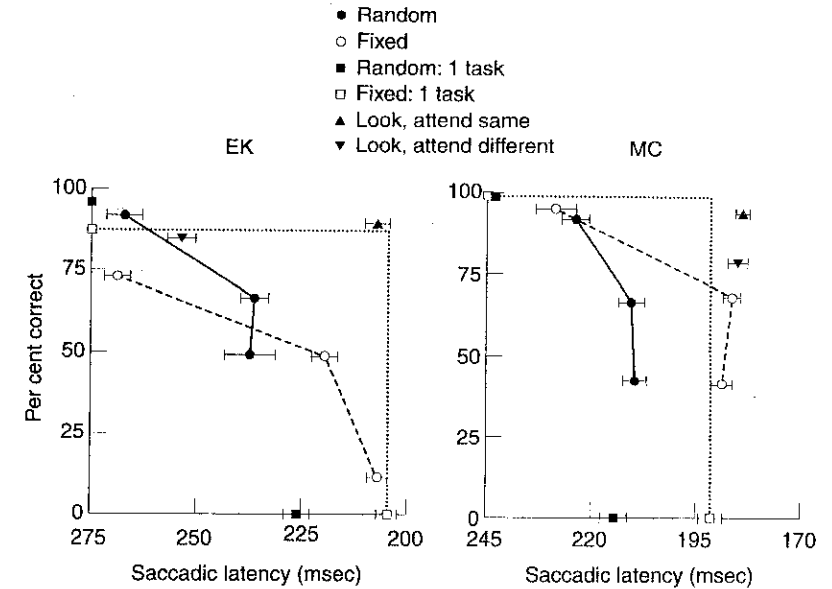 Random
Fixed
Random: 1 task
Fixed: 1 task
Look, attend same
Look, attend different
EK
MC
Per cent correct
100
75
50
25
0
275
250
225
200
Saccadic latency (msec)
100
75
50
25
0
245
220
195
170
Saccadic latency (msec)